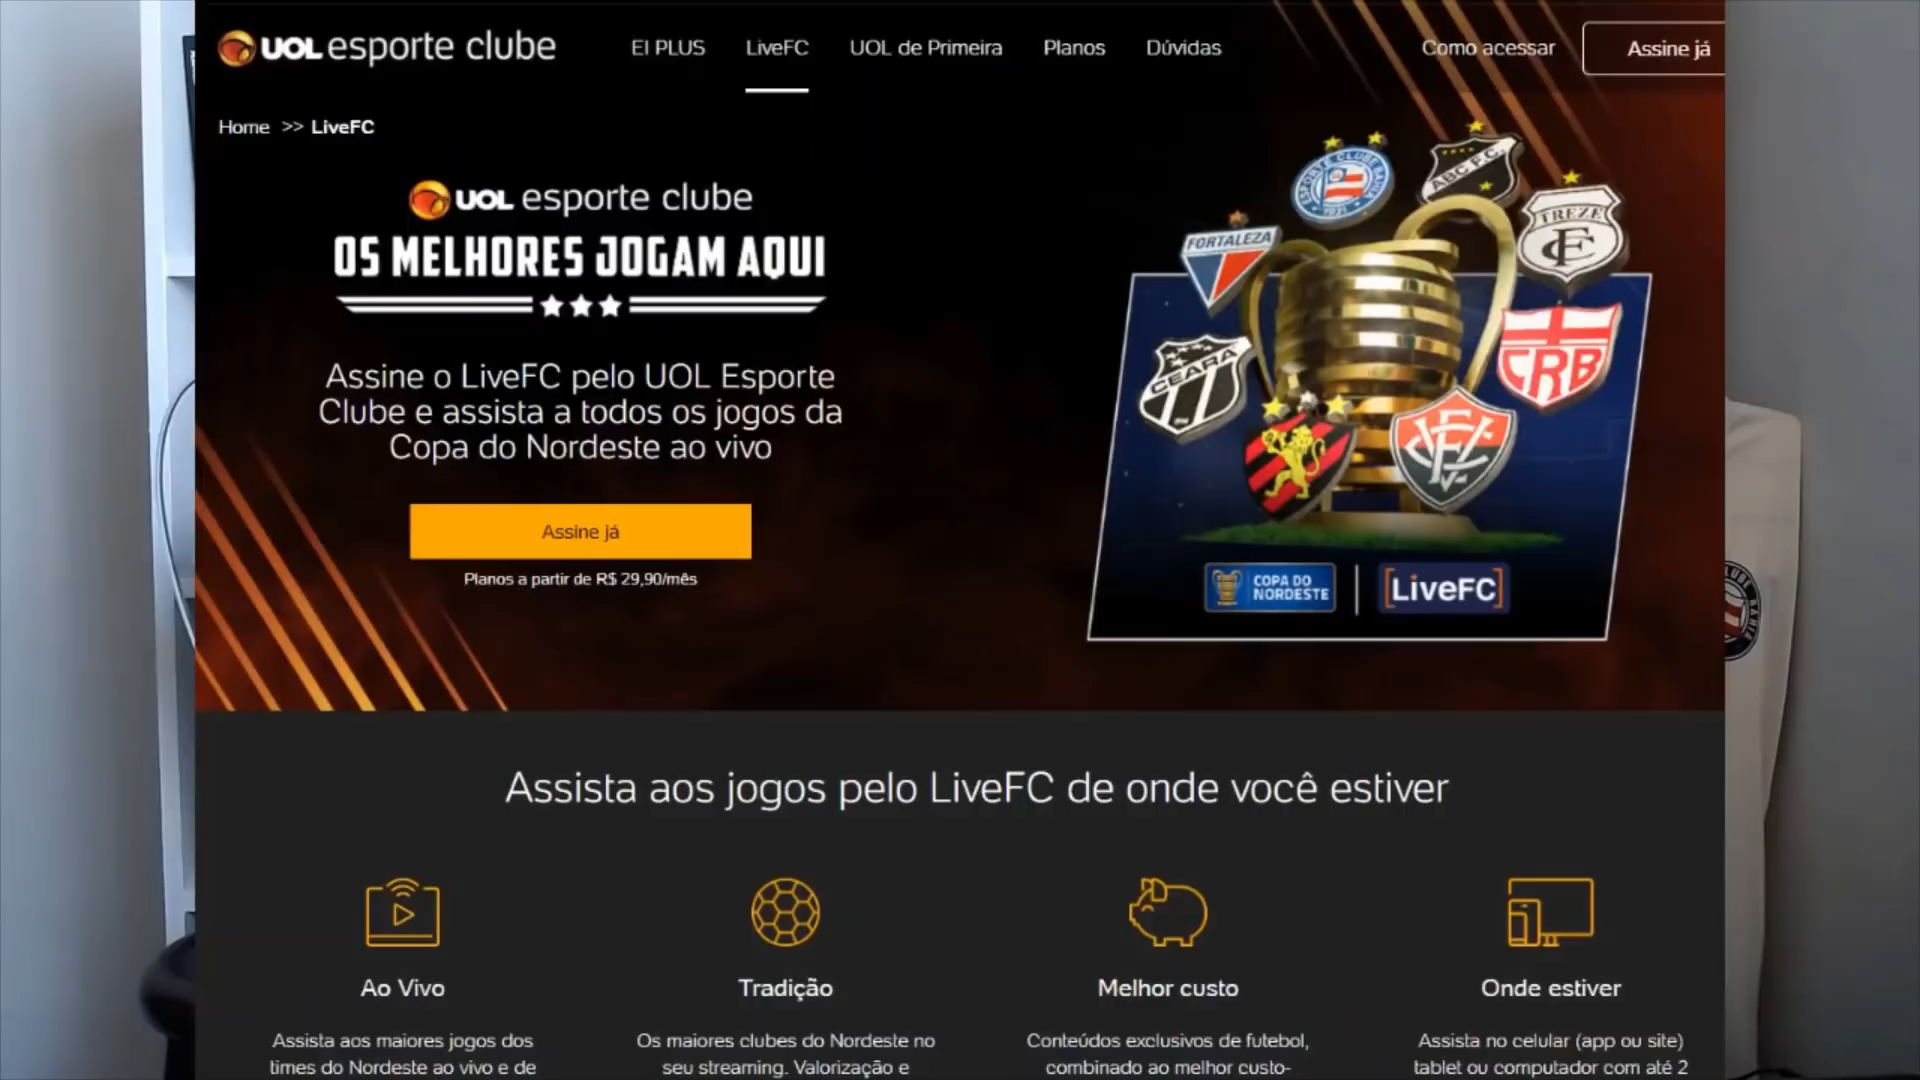 UOL esporte clube
EI PLUS
LiveFC
UOL de Primeira
Planos
Dúvidas
Como acessar
Assine já
Home >> LiveFC
UOL esporte clube
OS MELHORES JOGAM AQUI
Assine o LiveFC pelo UOL Esporte
Clube e assista a todos os jogos da
Copa do Nordeste ao vivo
Assine já
Planos a partir de R$ 29,90/mês
ESPORTE CLUBE BAHIA
1931
ABC F.C.
FORTALEZA
TREZE
CEARÁ
CRB
COPA DO
NORDESTE
[LiveFC]
Assista aos jogos pelo LiveFC de onde você estiver
Ao Vivo
Assista aos maiores jogos dos
times do Nordeste ao vivo e de
Tradição
Os maiores clubes do Nordeste no
seu streaming. Valorização e
Melhor custo
Conteúdos exclusivos de futebol,
combinado ao melhor custo-
Onde estiver
Assista no celular (app ou site)
tablet ou computador com até 2